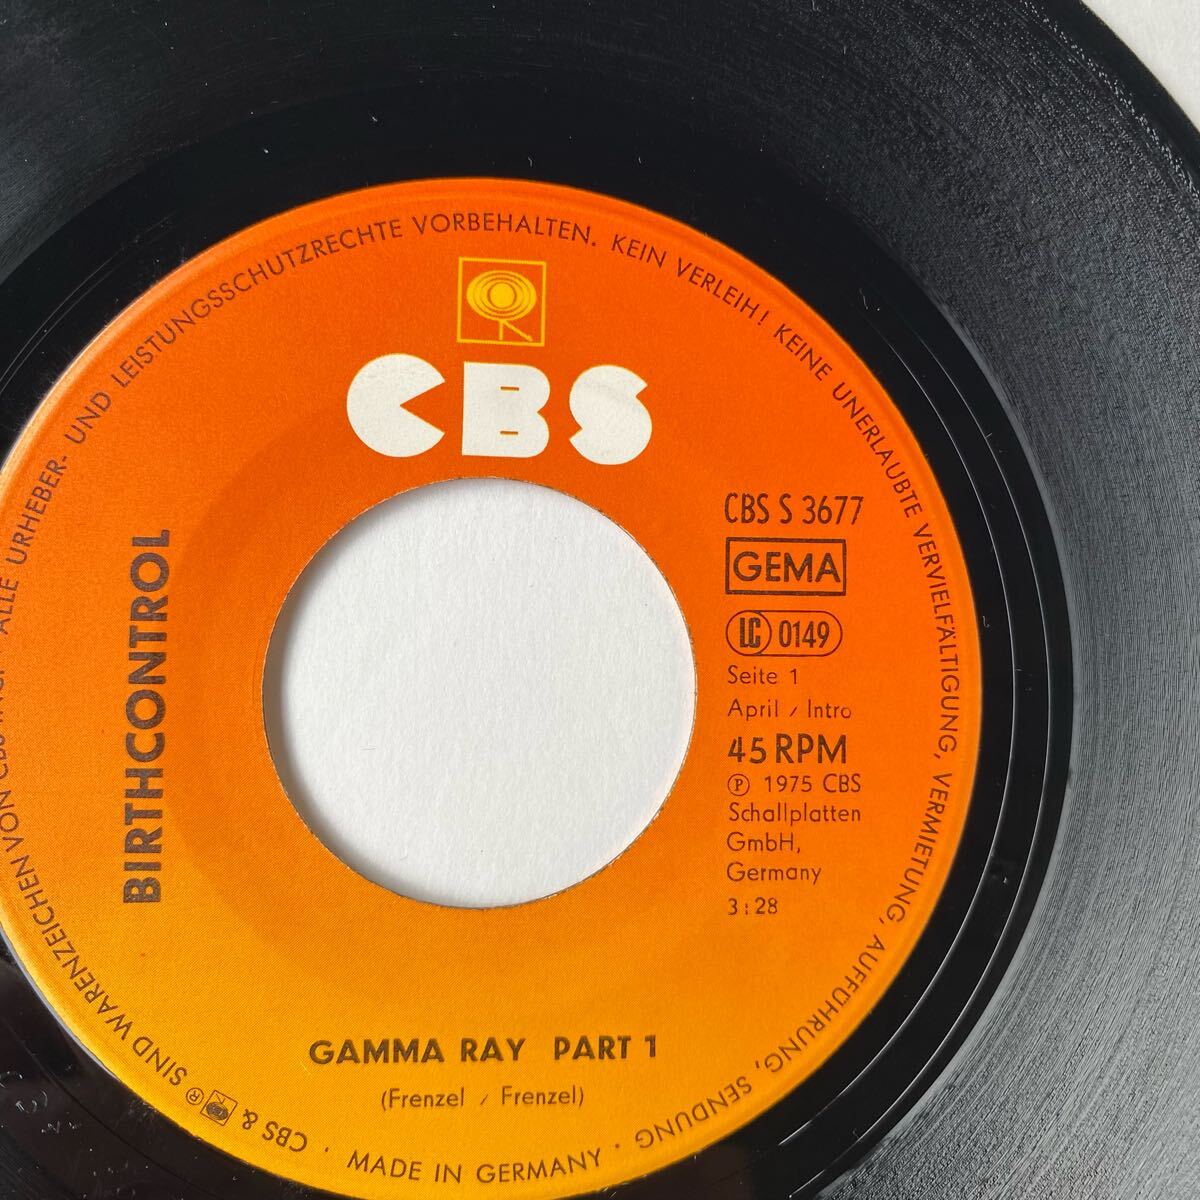 ALLE URHEBER- UND LEISTUNGSSCHUTZRECHTE VORBEHALTEN. KEIN VERLEIH! KEINE UNERLAUBTE VERVIELFÄLTIGUNG, VERMIETUNG, AUFFÜHRUNG, SENDUNG · MADE IN GERMANY · CBS & ® SIND WARENZEICHEN VON CBS INC.
CBS
BIRTHCONTROL
CBS S 3677
GEMA
LC 0149
Seite 1
April / Intro
45 RPM
℗ 1975 CBS
Schallplatten
GmbH,
Germany
3:28
GAMMA RAY PART 1
(Frenzel / Frenzel)